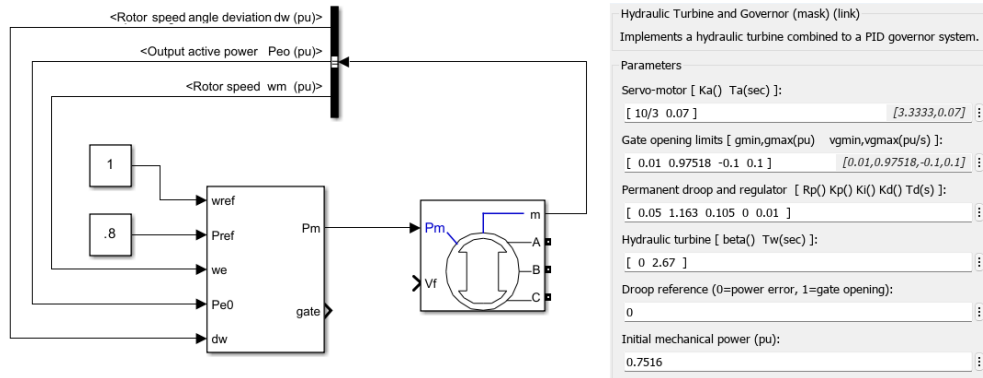 <Rotor speed angle deviation dw (pu)>
<Output active power Peo (pu)>
<Rotor speed wm (pu)>
1
.8
wref
Pref
we
Pe0
dw
Pm
gate
Pm
Vf
m
A
B
C
Hydraulic Turbine and Governor (mask) (link)
Implements a hydraulic turbine combined to a PID governor system.
Parameters
Servo-motor [ Ka() Ta(sec) ]:
[ 10/3 0.07 ] [3.3333,0.07]
Gate opening limits [ gmin,gmax(pu) vgmin,vgmax(pu/s) ]:
[ 0.01 0.97518 -0.1 0.1 ] [0.01,0.97518,-0.1,0.1]
Permanent droop and regulator [ Rp() Kp() Ki() Kd() Td(s) ]:
[ 0.05 1.163 0.105 0 0.01 ]
Hydraulic turbine [ beta() Tw(sec) ]:
[ 0 2.67 ]
Droop reference (0=power error, 1=gate opening):
0
Initial mechanical power (pu):
0.7516